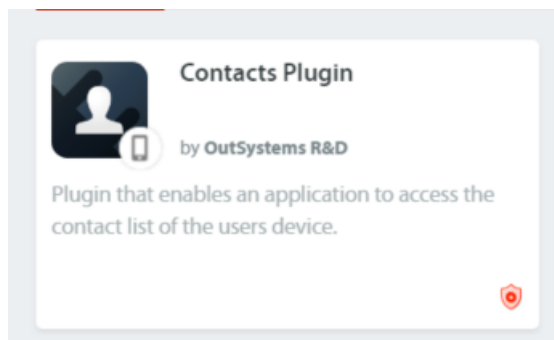 Contacts Plugin
by OutSystems R&D
Plugin that enables an application to access the
contact list of the users device.